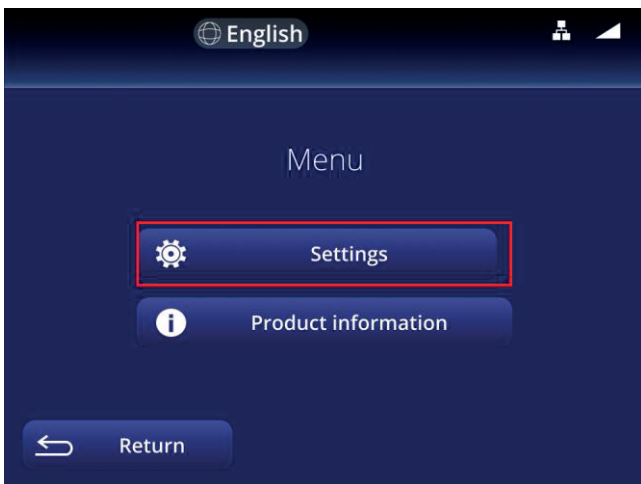 English
Menu
Settings
Product information
Return